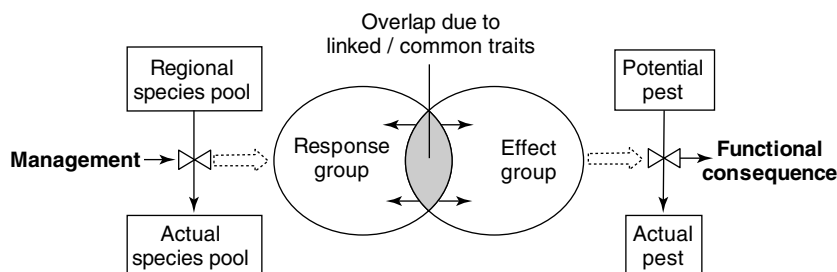 Overlap due to
linked / common traits
Regional
species pool
Potential
pest
Management
Response
group
Effect
group
Functional
consequence
Actual
species pool
Actual
pest